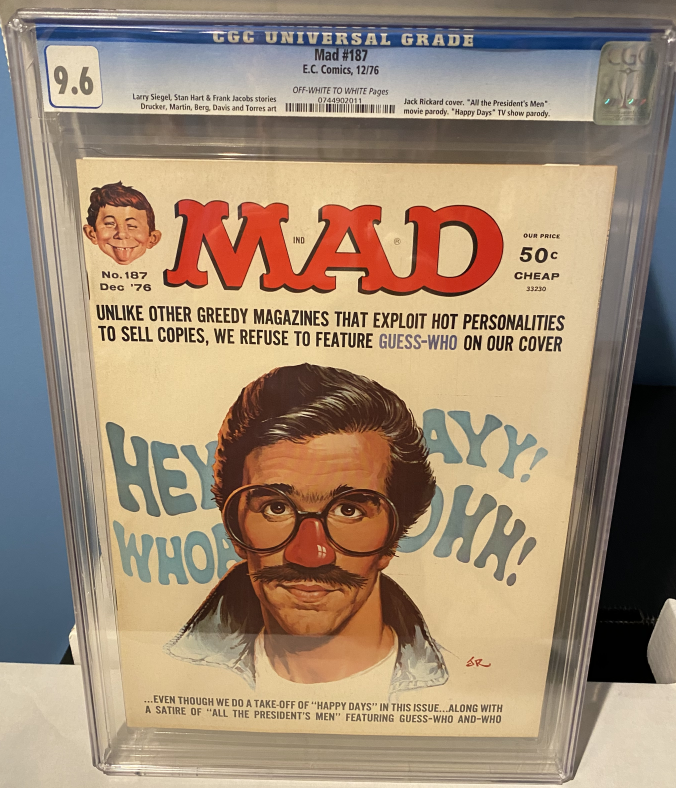 CGC UNIVERSAL GRADE
9.6
Mad #187
E.C. Comics, 12/76
OFF-WHITE TO WHITE Pages
Larry Siegel, Stan Hart & Frank Jacobs stories
Drucker, Martin, Berg, Davis and Torres art
0744902011
Jack Rickard cover. "All the President's Men"
movie parody. "Happy Days" TV show parody.
CGC
MAD
IND
®
No. 187
Dec '76
OUR PRICE
50c
CHEAP
33230
UNLIKE OTHER GREEDY MAGAZINES THAT EXPLOIT HOT PERSONALITIES
TO SELL COPIES, WE REFUSE TO FEATURE GUESS-WHO ON OUR COVER
HEY AYY!
WHOA OHH!
JR
...EVEN THOUGH WE DO A TAKE-OFF OF "HAPPY DAYS" IN THIS ISSUE...ALONG WITH
A SATIRE OF "ALL THE PRESIDENT'S MEN" FEATURING GUESS-WHO AND-WHO